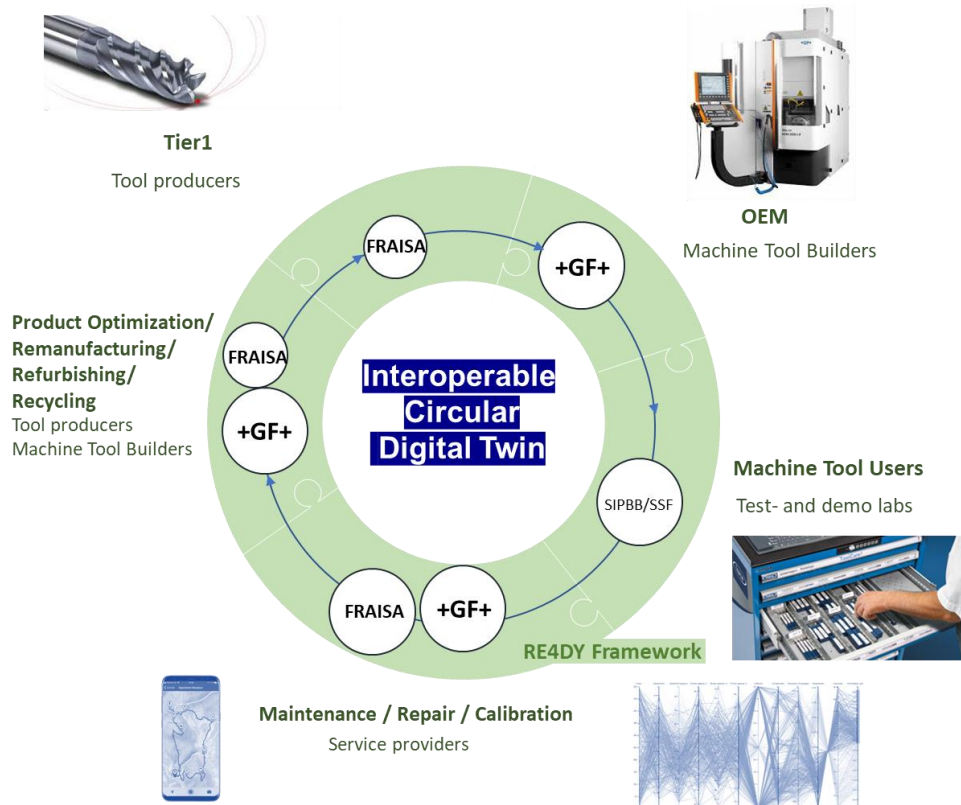 Tier1
Tool producers
OEM
Machine Tool Builders
FRAISA
+GF+
Product Optimization/
Remanufacturing/
Refurbishing/
Recycling
Tool producers
Machine Tool Builders
FRAISA
+GF+
Interoperable
Circular
Digital Twin
Machine Tool Users
Test- and demo labs
SIPBB/SSF
FRAISA
+GF+
RE4DY Framework
Maintenance / Repair / Calibration
Service providers